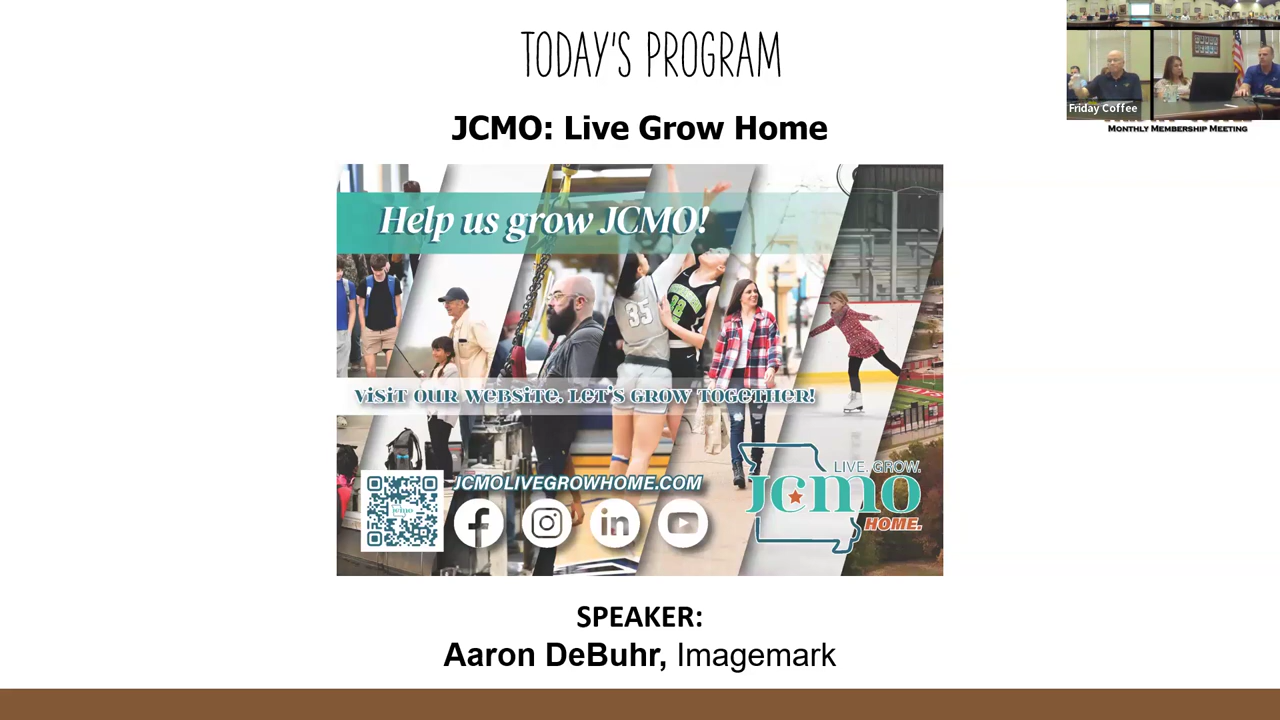 TODAY'S PROGRAM
JCMO: Live Grow Home
Friday Coffee
MONTHLY MEMBERSHIP MEETING
Help us grow JCMO!
35
VISIT OUR WEBSITE. LET'S GROW TOGETHER!
JCMOLIVEGROWHOME.COM
LIVE. GROW.
JCMO
HOME.
SPEAKER:
Aaron DeBuhr, Imagemark